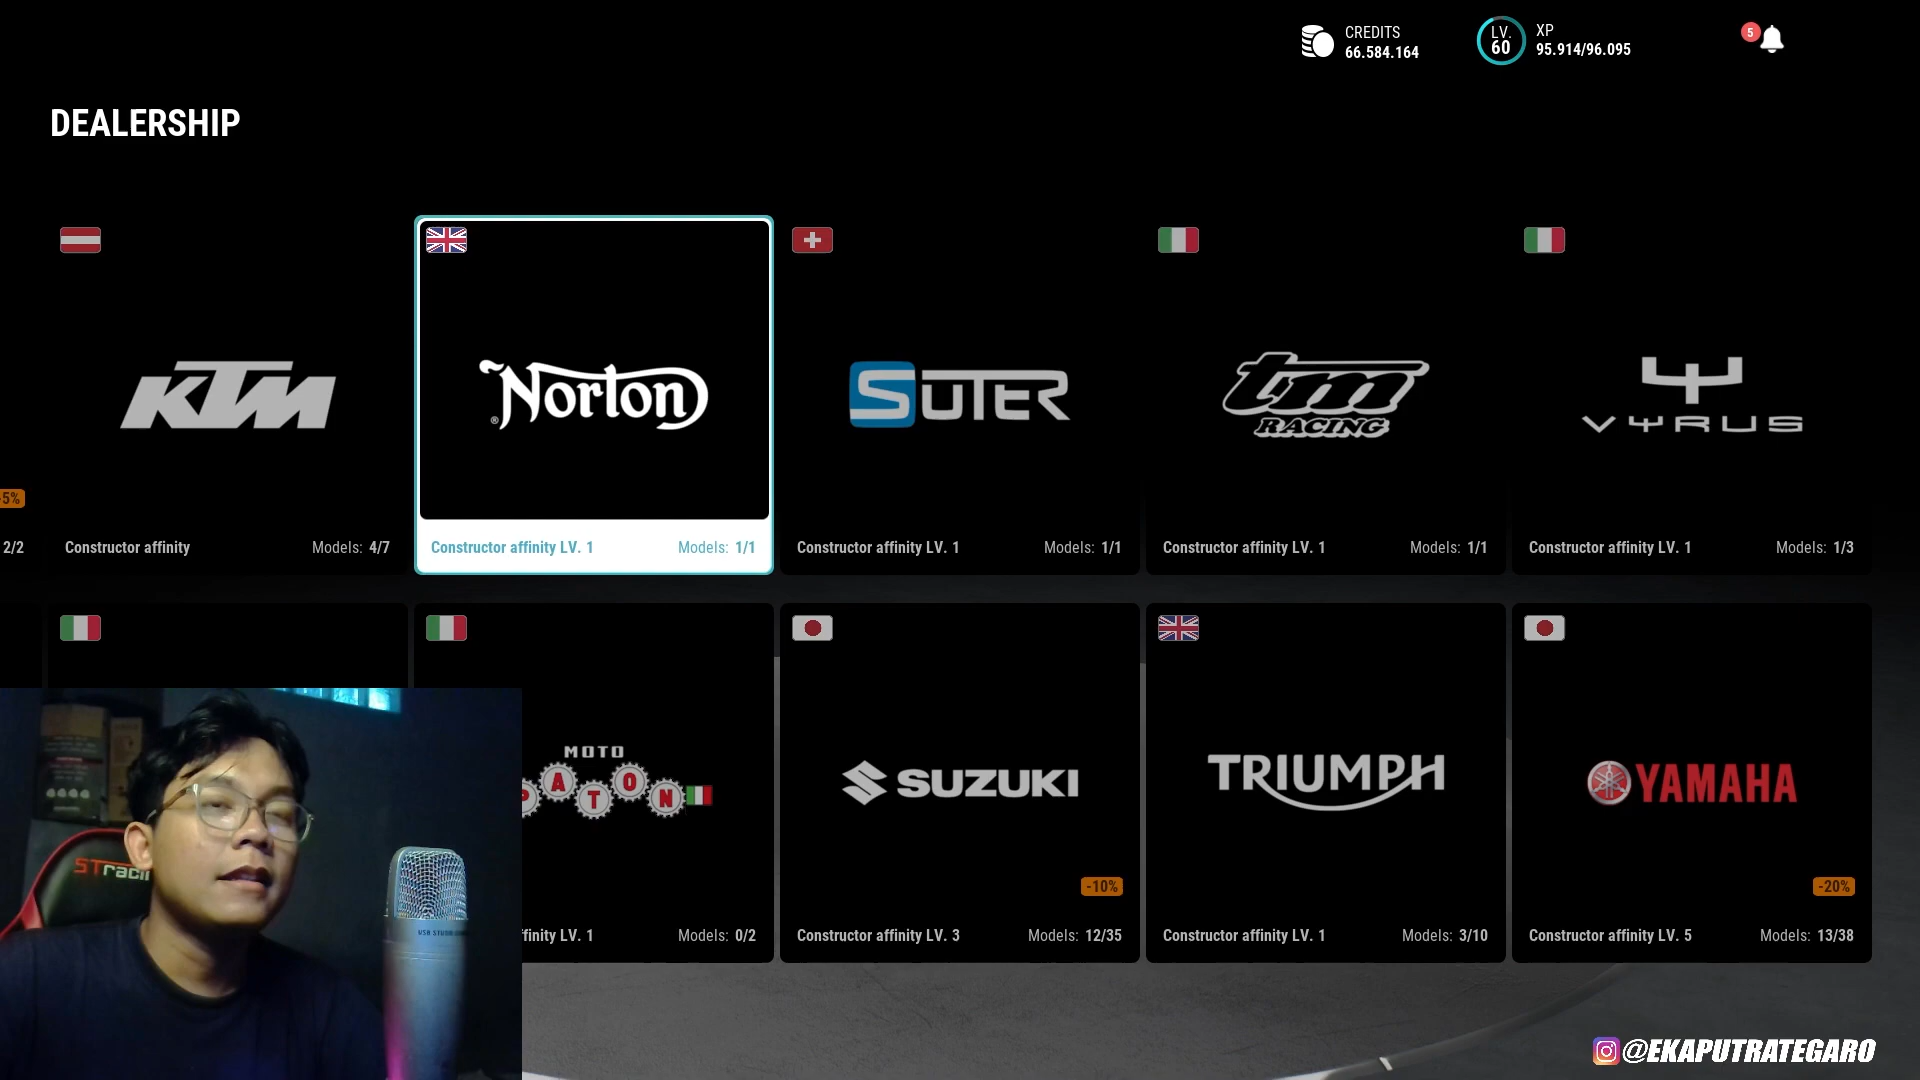 CREDITS
66.584.164
LV.
60
XP
95.914/96.095
5
DEALERSHIP
KTM
Norton
SUTER
tm
RACING
VYRUS
5%
2/2
Constructor affinity
Models: 4/7
Constructor affinity LV. 1
Models: 1/1
Constructor affinity LV. 1
Models: 1/1
Constructor affinity LV. 1
Models: 1/1
Constructor affinity LV. 1
Models: 1/3
MOTO
PATON
SUZUKI
TRIUMPH
YAMAHA
-10%
-20%
ffinity LV. 1
Models: 0/2
Constructor affinity LV. 3
Models: 12/35
Constructor affinity LV. 1
Models: 3/10
Constructor affinity LV. 5
Models: 13/38
STracing
@EKAPUTRATEGARO